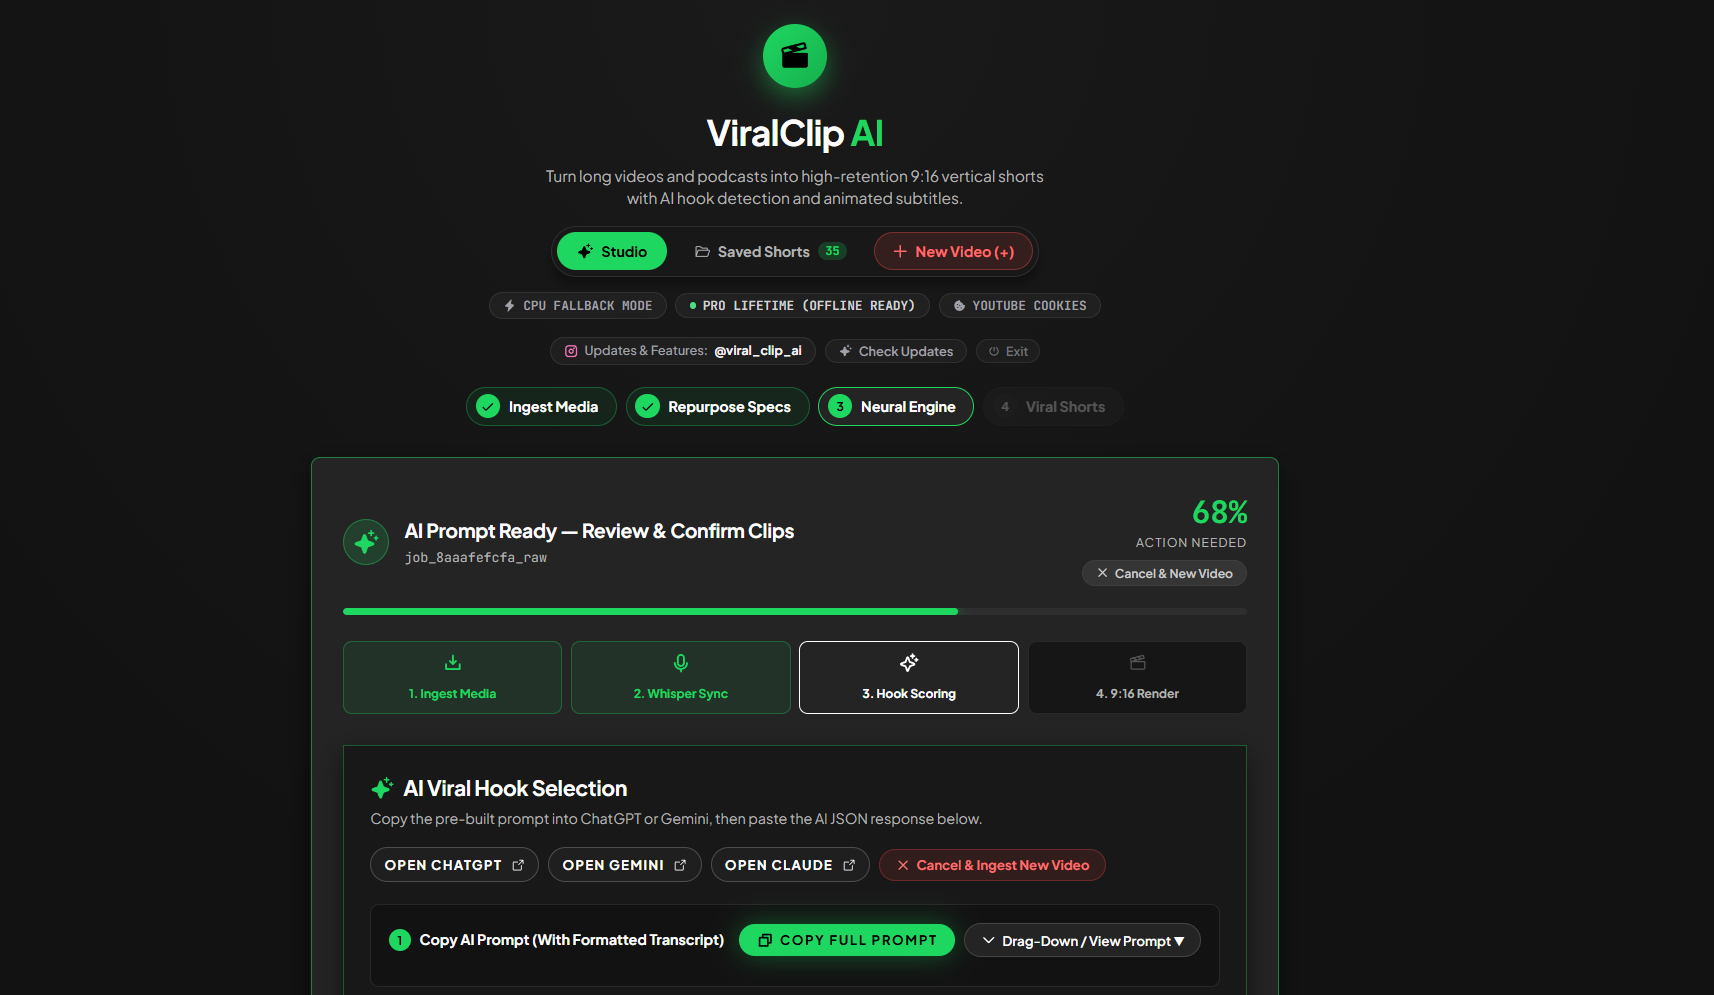 ViralClip AI
Turn long videos and podcasts into high-retention 9:16 vertical shorts
with AI hook detection and animated subtitles.
Studio
Saved Shorts 35
New Video (+)
CPU FALLBACK MODE
PRO LIFETIME (OFFLINE READY)
YOUTUBE COOKIES
Updates & Features: @viral_clip_ai
Check Updates
Exit
Ingest Media
Repurpose Specs
3 Neural Engine
4 Viral Shorts
68%
AI Prompt Ready — Review & Confirm Clips
ACTION NEEDED
job_8aaafefcfa_raw
Cancel & New Video
1. Ingest Media
2. Whisper Sync
3. Hook Scoring
4. 9:16 Render
AI Viral Hook Selection
Copy the pre-built prompt into ChatGPT or Gemini, then paste the AI JSON response below.
OPEN CHATGPT
OPEN GEMINI
OPEN CLAUDE
Cancel & Ingest New Video
1 Copy AI Prompt (With Formatted Transcript)
COPY FULL PROMPT
Drag-Down / View Prompt ▼